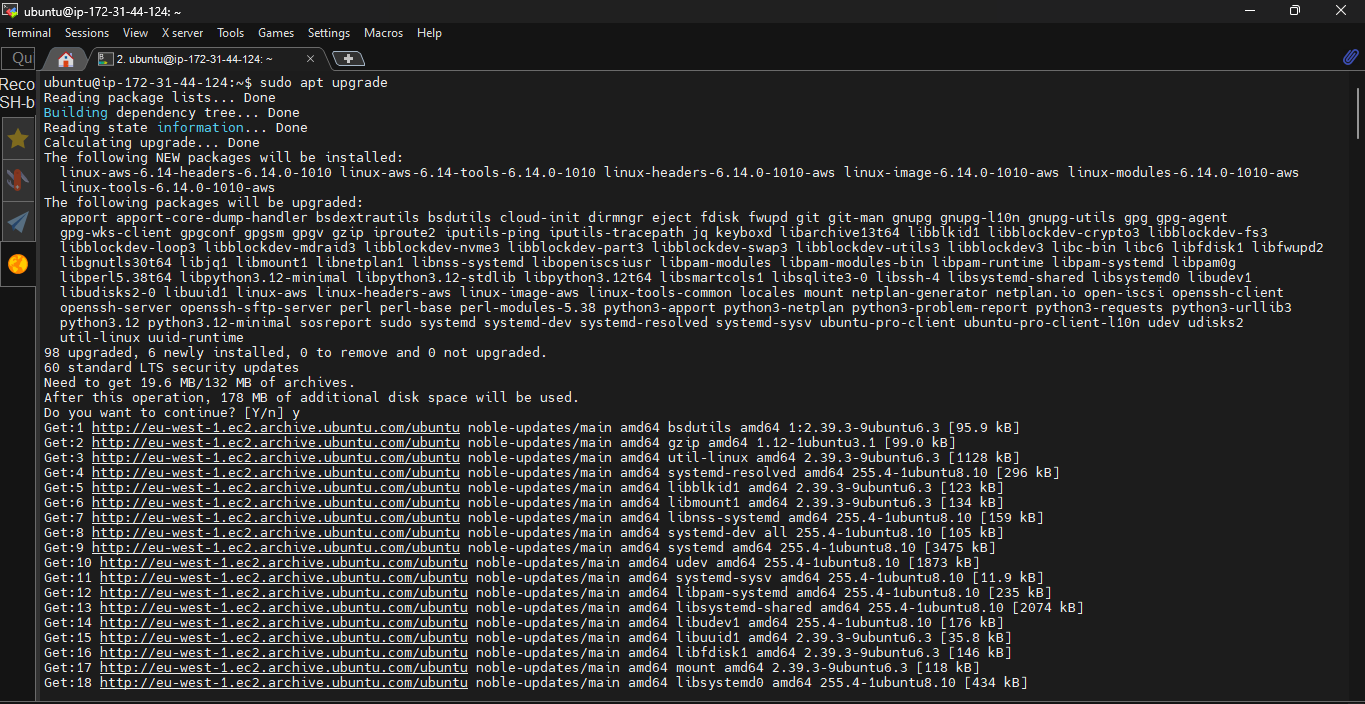 ubuntu@ip-172-31-44-124: ~
Terminal Sessions View X server Tools Games Settings Macros Help
Qu
2. ubuntu@ip-172-31-44-124: ~
Reco
SH-b
ubuntu@ip-172-31-44-124:~$ sudo apt upgrade
Reading package lists... Done
Building dependency tree... Done
Reading state information... Done
Calculating upgrade... Done
The following NEW packages will be installed:
linux-aws-6.14-headers-6.14.0-1010 linux-aws-6.14-tools-6.14.0-1010 linux-headers-6.14.0-1010-aws linux-image-6.14.0-1010-aws linux-modules-6.14.0-1010-aws
linux-tools-6.14.0-1010-aws
The following packages will be upgraded:
apport apport-core-dump-handler bsdextrautils bsdutils cloud-init dirmngr eject fdisk fwupd git git-man gnupg gnupg-l10n gnupg-utils gpg gpg-agent
gpg-wks-client gpgconf gpgsm gpgv gzip iproute2 iputils-ping iputils-tracepath jq keyboxd libarchive13t64 libblkid1 libblockdev-crypto3 libblockdev-fs3
libblockdev-loop3 libblockdev-mdraid3 libblockdev-nvme3 libblockdev-part3 libblockdev-swap3 libblockdev-utils3 libblockdev3 libc-bin libc6 libfdisk1 libfwupd2
libgnutls30t64 libjq1 libmount1 libnetplan1 libnss-systemd libopeniscsiusr libpam-modules libpam-modules-bin libpam-runtime libpam-systemd libpam0g
libperl5.38t64 libpython3.12-minimal libpython3.12-stdlib libpython3.12t64 libsmartcols1 libsqlite3-0 libssh-4 libsystemd-shared libsystemd0 libudev1
libudisks2-0 libuuid1 linux-aws linux-headers-aws linux-image-aws linux-tools-common locales mount netplan-generator netplan.io open-iscsi openssh-client
openssh-server openssh-sftp-server perl perl-base perl-modules-5.38 python3-apport python3-netplan python3-problem-report python3-requests python3-urllib3
python3.12 python3.12-minimal sosreport sudo systemd systemd-dev systemd-resolved systemd-sysv ubuntu-pro-client ubuntu-pro-client-l10n udev udisks2
util-linux uuid-runtime
98 upgraded, 6 newly installed, 0 to remove and 0 not upgraded.
60 standard LTS security updates
Need to get 19.6 MB/132 MB of archives.
After this operation, 178 MB of additional disk space will be used.
Do you want to continue? [Y/n] y
Get:1 http://eu-west-1.ec2.archive.ubuntu.com/ubuntu noble-updates/main amd64 bsdutils amd64 1:2.39.3-9ubuntu6.3 [95.9 kB]
Get:2 http://eu-west-1.ec2.archive.ubuntu.com/ubuntu noble-updates/main amd64 gzip amd64 1.12-1ubuntu3.1 [99.0 kB]
Get:3 http://eu-west-1.ec2.archive.ubuntu.com/ubuntu noble-updates/main amd64 util-linux amd64 2.39.3-9ubuntu6.3 [1128 kB]
Get:4 http://eu-west-1.ec2.archive.ubuntu.com/ubuntu noble-updates/main amd64 systemd-resolved amd64 255.4-1ubuntu8.10 [296 kB]
Get:5 http://eu-west-1.ec2.archive.ubuntu.com/ubuntu noble-updates/main amd64 libblkid1 amd64 2.39.3-9ubuntu6.3 [123 kB]
Get:6 http://eu-west-1.ec2.archive.ubuntu.com/ubuntu noble-updates/main amd64 libmount1 amd64 2.39.3-9ubuntu6.3 [134 kB]
Get:7 http://eu-west-1.ec2.archive.ubuntu.com/ubuntu noble-updates/main amd64 libnss-systemd amd64 255.4-1ubuntu8.10 [159 kB]
Get:8 http://eu-west-1.ec2.archive.ubuntu.com/ubuntu noble-updates/main amd64 systemd-dev all 255.4-1ubuntu8.10 [105 kB]
Get:9 http://eu-west-1.ec2.archive.ubuntu.com/ubuntu noble-updates/main amd64 systemd amd64 255.4-1ubuntu8.10 [3475 kB]
Get:10 http://eu-west-1.ec2.archive.ubuntu.com/ubuntu noble-updates/main amd64 udev amd64 255.4-1ubuntu8.10 [1873 kB]
Get:11 http://eu-west-1.ec2.archive.ubuntu.com/ubuntu noble-updates/main amd64 systemd-sysv amd64 255.4-1ubuntu8.10 [11.9 kB]
Get:12 http://eu-west-1.ec2.archive.ubuntu.com/ubuntu noble-updates/main amd64 libpam-systemd amd64 255.4-1ubuntu8.10 [235 kB]
Get:13 http://eu-west-1.ec2.archive.ubuntu.com/ubuntu noble-updates/main amd64 libsystemd-shared amd64 255.4-1ubuntu8.10 [2074 kB]
Get:14 http://eu-west-1.ec2.archive.ubuntu.com/ubuntu noble-updates/main amd64 libudev1 amd64 255.4-1ubuntu8.10 [176 kB]
Get:15 http://eu-west-1.ec2.archive.ubuntu.com/ubuntu noble-updates/main amd64 libuuid1 amd64 2.39.3-9ubuntu6.3 [35.8 kB]
Get:16 http://eu-west-1.ec2.archive.ubuntu.com/ubuntu noble-updates/main amd64 libfdisk1 amd64 2.39.3-9ubuntu6.3 [146 kB]
Get:17 http://eu-west-1.ec2.archive.ubuntu.com/ubuntu noble-updates/main amd64 mount amd64 2.39.3-9ubuntu6.3 [118 kB]
Get:18 http://eu-west-1.ec2.archive.ubuntu.com/ubuntu noble-updates/main amd64 libsystemd0 amd64 255.4-1ubuntu8.10 [434 kB]